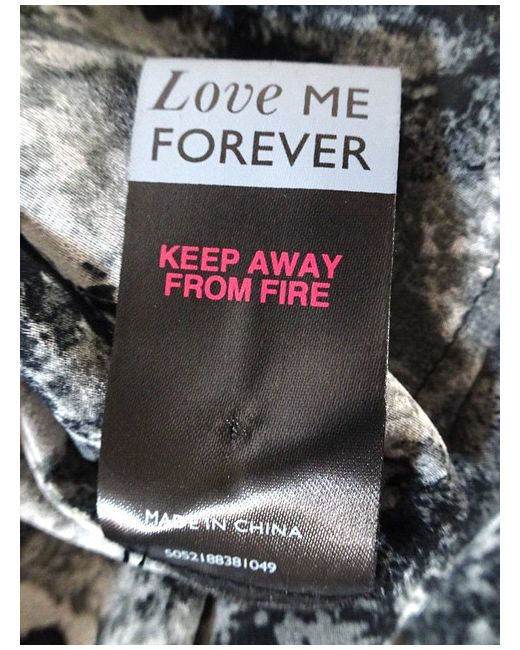 Love ME
FOREVER
KEEP AWAY
FROM FIRE
MADE IN CHINA
5052188381049